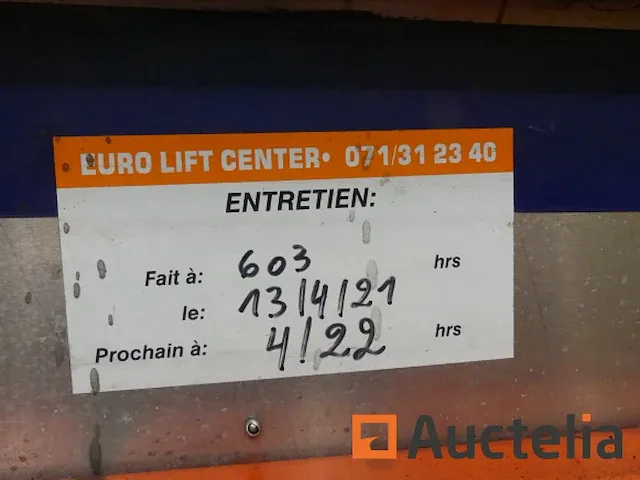 EURO LIFT CENTER• 071/31 23 40
ENTRETIEN:
Fait à: 603 hrs
le: 13/4/21
Prochain à: 4/22 hrs
Auctelia